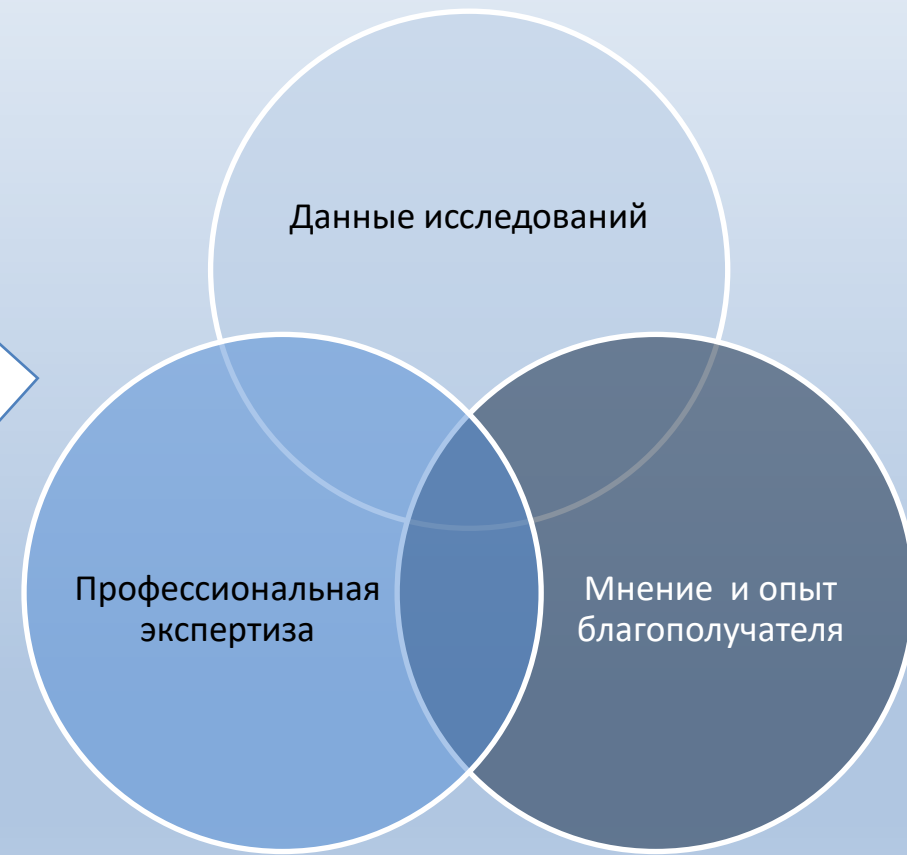 Данные исследований
Профессиональная
экспертиза
Мнение и опыт
благополучателя